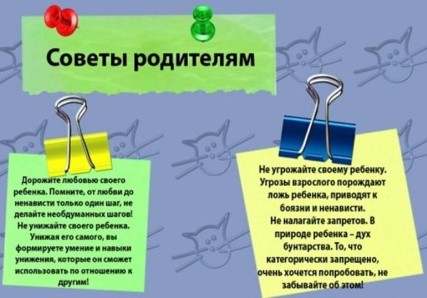 Советы родителям
Дорожите любовью своего
ребенка. Помните, от любви до
ненависти только один шаг, не
делайте необдуманных шагов!
Не унижайте своего ребенка.
Унижая его самого, вы
формируете умение и навыки
унижения, которые он сможет
использовать по отношению к
другим!
Не угрожайте своему ребенку.
Угрозы взрослого порождают
ложь ребенка, приводят к
боязни и ненависти.
Не налагайте запретов. В
природе ребенка – дух
бунтарства. То, что
категорически запрещено,
очень хочется попробовать, не
забывайте об этом!